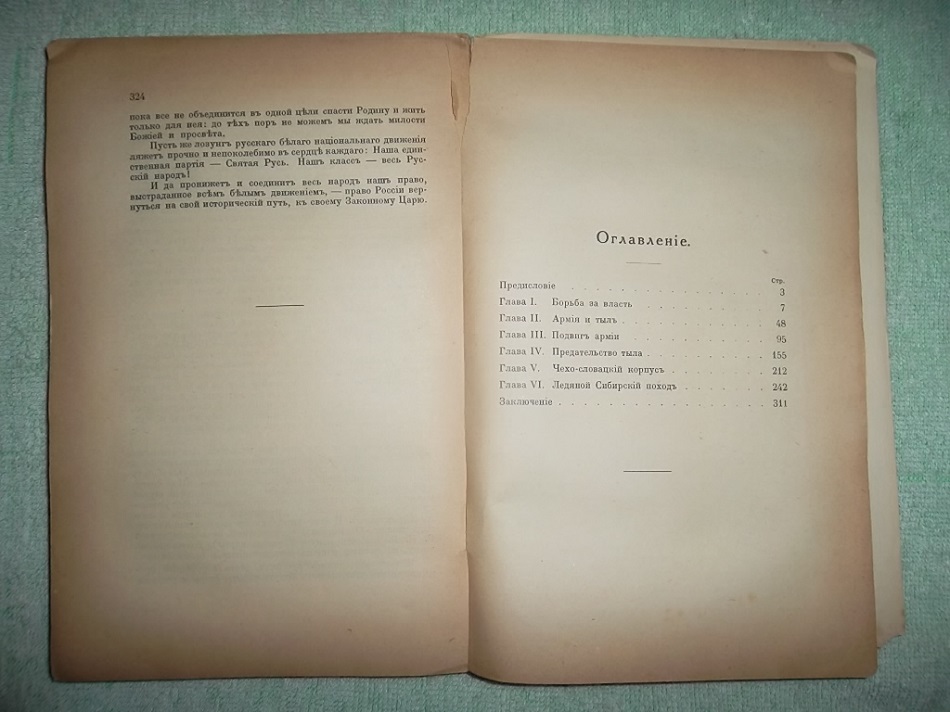 324
пока все не объединится въ одной цѣли спасти Родину и жить
только для нея: до тѣхъ поръ не можемъ мы ждать милости
Божіей и просвѣта.
Пусть же лозунг русскаго бѣлаго національнаго движенія
ляжетъ прочно и непоколебимо въ сердцѣ каждаго: Наша един-
ственная партія — Святая Русь. Нашъ классъ — весь Рус-
скій народъ!
И да пронижетъ и соединитъ весь народъ нашъ право,
выстраданное всѣмъ бѣлымъ движеніемъ, — право Россіи вер-
нуться на свой историческій путь, къ своему Законному Царю.
Оглавленіе.
Стр.
Предисловіе . . . . . . . . . . . . . . . . 3
Глава I. Борьба за власть . . . . . . . . . . 7
Глава II. Армія и тылъ . . . . . . . . . . . 48
Глава III. Подвигъ арміи . . . . . . . . . . 95
Глава IV. Предательство тыла . . . . . . . . . 155
Глава V. Чехо-словацкій корпусъ . . . . . . . . 212
Глава VI. Ледяной Сибирскій походъ . . . . . . . 242
Заключеніе . . . . . . . . . . . . . . . . 311